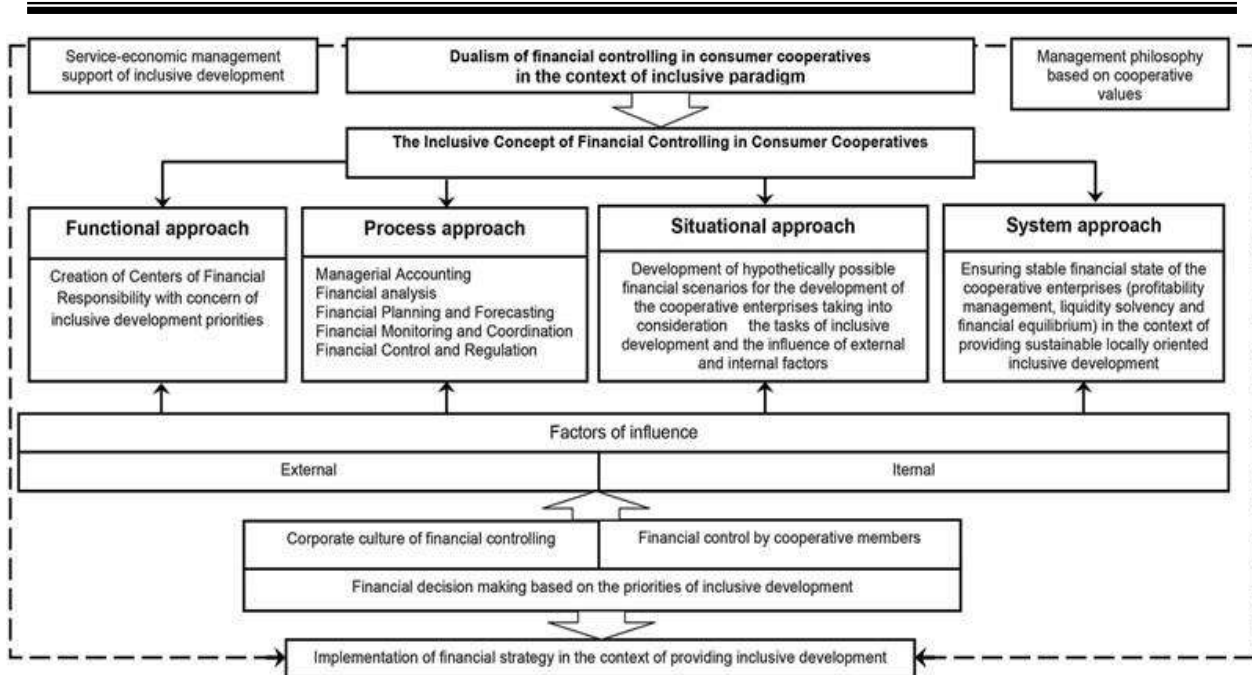 Service-economic management
support of inclusive development
Dualism of financial controlling in consumer cooperatives
in the context of inclusive paradigm
Management philosophy
based on cooperative
values
The Inclusive Concept of Financial Controlling in Consumer Cooperatives
Functional approach
Creation of Centers of Financial
Responsibility with concern of
inclusive development priorities
Process approach
Managerial Accounting
Financial analysis
Financial Planning and Forecasting
Financial Monitoring and Coordination
Financial Control and Regulation
Situational approach
Development of hypothetically possible
financial scenarios for the development of
the cooperative enterprises taking into
consideration the tasks of inclusive
development and the influence of external
and internal factors
System approach
Ensuring stable financial state of the
cooperative enterprises (profitability
management, liquidity solvency and
financial equilibrium) in the context of
providing sustainable locally oriented
inclusive development
Factors of influence
External
Iternal
Corporate culture of financial controlling
Financial control by cooperative members
Financial decision making based on the priorities of inclusive development
Implementation of financial strategy in the context of providing inclusive development